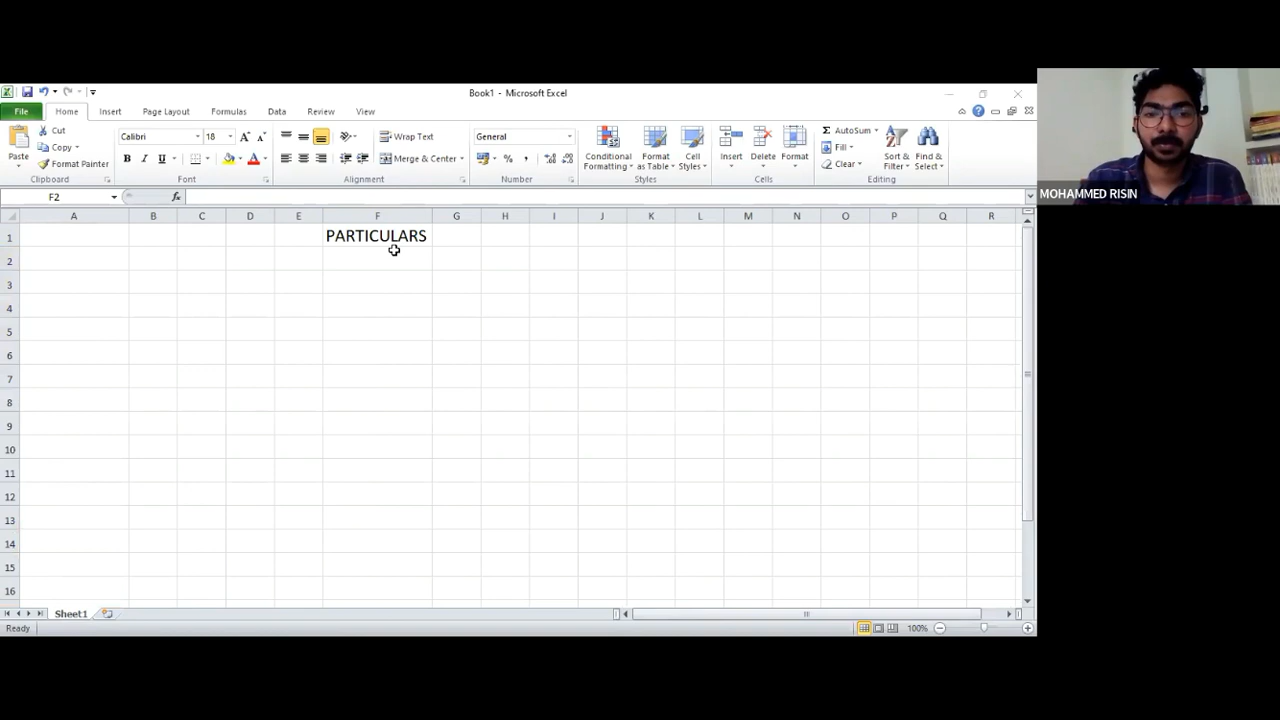 Book1 - Microsoft Excel
File Home Insert Page Layout Formulas Data Review View
Paste Cut Copy Format Painter
Clipboard
Calibri 18
B I U A
Font
Wrap Text
Merge & Center
Alignment
General
%
Number
Conditional Formatting Format as Table Cell Styles
Styles
Insert Delete Format
Cells
AutoSum
Fill
Clear
Sort & Filter Find & Select
Editing
MOHAMMED RISIN
F2 fx
A B C D E F G H I J K L M N O P Q R
1 PARTICULARS
2
3
4
5
6
7
8
9
10
11
12
13
14
15
16
Sheet1
Ready 100%